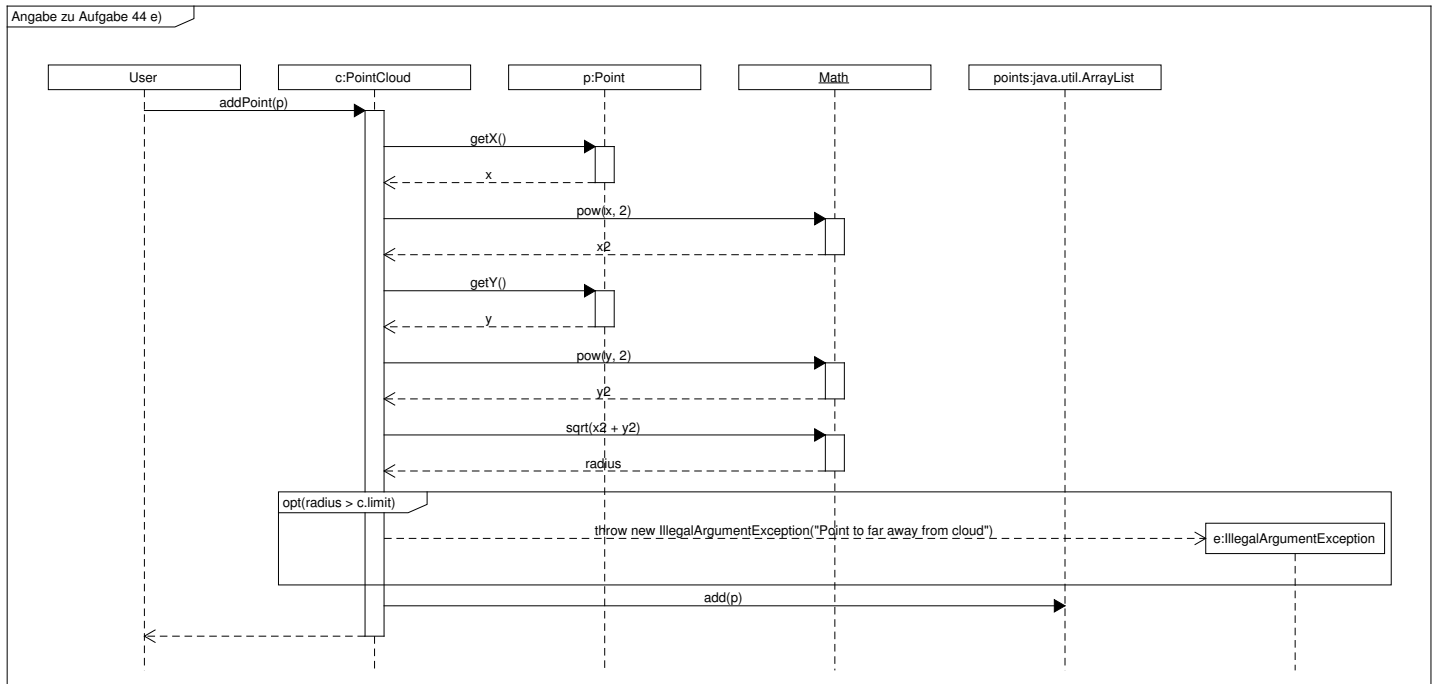 Angabe zu Aufgabe 44 e)
User
c:PointCloud
p:Point
Math
points:java.util.ArrayList
addPoint(p)
getX()
x
pow(x, 2)
x2
getY()
y
pow(y, 2)
y2
sqrt(x2 + y2)
radius
opt(radius > c.limit)
throw new IllegalArgumentException("Point to far away from cloud")
e:IllegalArgumentException
add(p)